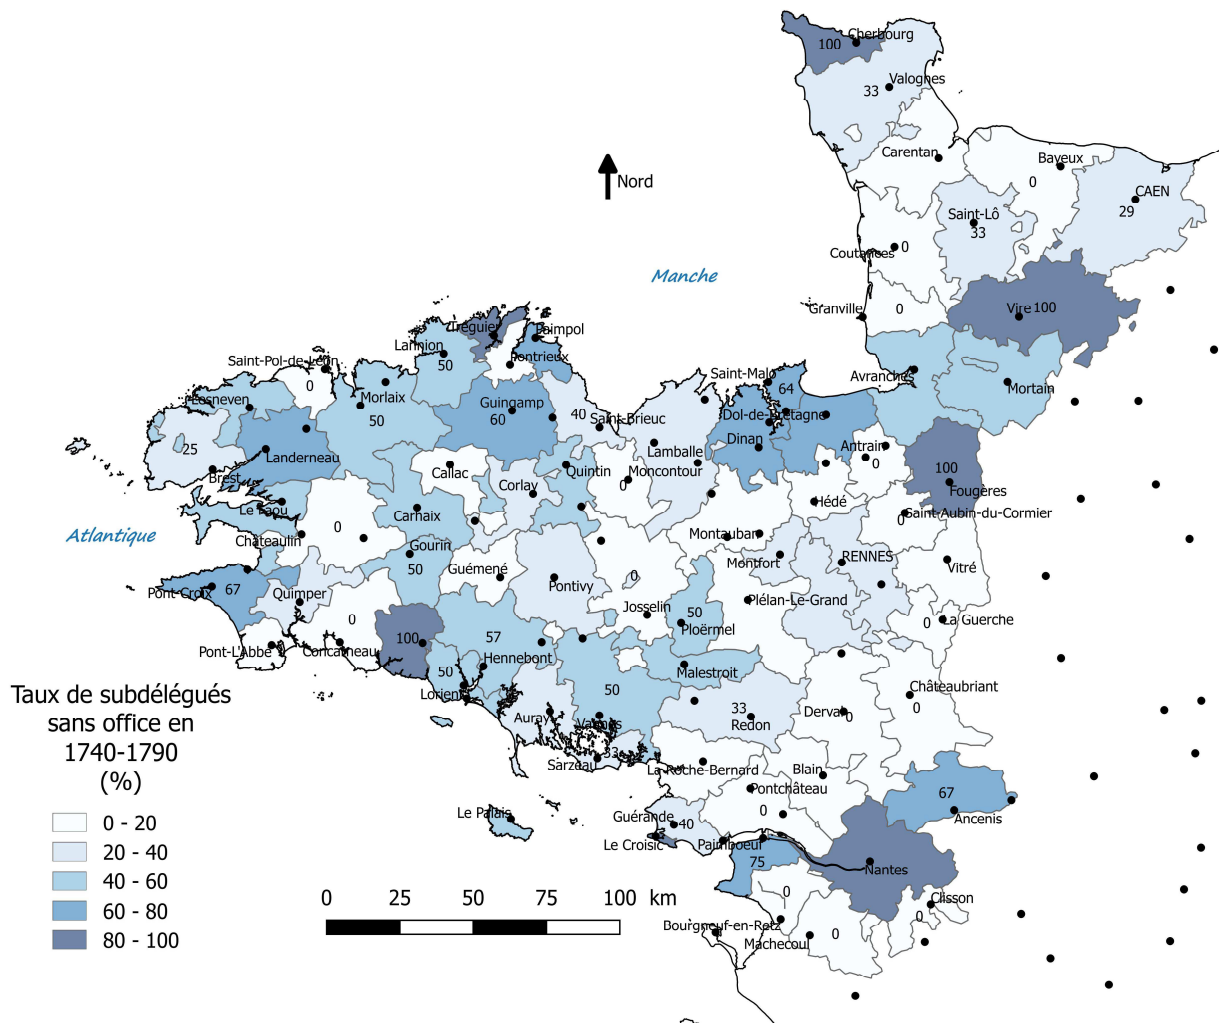 Cherbourg
100
Valognes
33
Carentan
Bayeux
0
CAEN
29
Nord
Saint-Lô
33
Coutances
0
Manche
Granville
0
Vire 100
Tréguier
Paimpol
Lannion
Pontrieux
50
Saint-Pol-de-Léon
0
Morlaix
50
Lesneven
Guingamp
60
40
Saint-Brieuc
Saint-Malo
64
Avranches
Mortain
Dol-de-Bretagne
Dinan
Antrain
0
25
Brest
Landerneau
Callac
Quintin
Lamballe
Moncontour
0
Corlay
100
Fougères
Hédé
Saint-Aubin-du-Cormier
0
Le Faou
Atlantique
Châteaulin
0
Carhaix
Gourin
50
Montauban
Montfort
RENNES
Vitré
Guémené
Pontivy
0
Pont-Croix
67
Quimper
0
Josselin
50
Ploërmel
Plélan-Le-Grand
La Guerche
0
Pont-L'Abbé
Concarneau
100
57
Hennebont
50
Lorient
Malestroit
50
Châteaubriant
0
Auray
Vannes
33
Redon
Derval
0
Sarzeau
33
La Roche-Bernard
Blain
Pontchâteau
0
67
Ancenis
Le Palais
Guérande
40
Le Croisic
Paimboeuf
75
Nantes
0
Clisson
0
Bourgneuf-en-Retz
Machecoul
0
Taux de subdélégués
sans office en
1740-1790
(%)
0 - 20
20 - 40
40 - 60
60 - 80
80 - 100
0 25 50 75 100 km